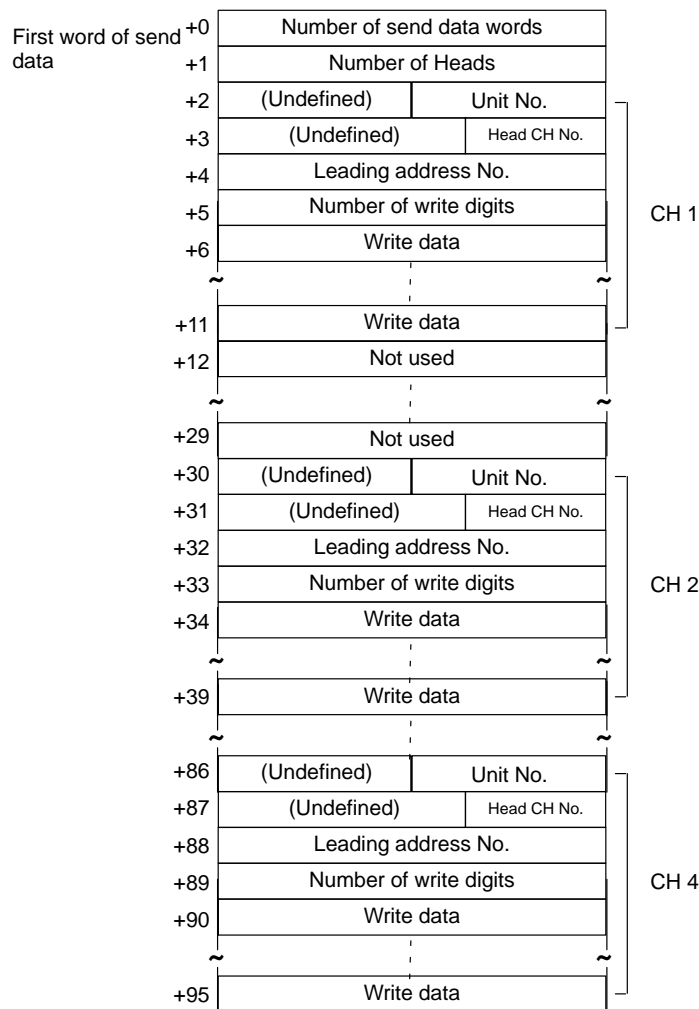 First word of send
data
+0 Number of send data words
+1 Number of Heads
+2 (Undefined) Unit No.
+3 (Undefined) Head CH No.
+4 Leading address No.
+5 Number of write digits
+6 Write data
CH 1
~ ~
+11 Write data
+12 Not used
~ ~
+29 Not used
+30 (Undefined) Unit No.
+31 (Undefined) Head CH No.
+32 Leading address No.
+33 Number of write digits
+34 Write data
CH 2
~ ~
+39 Write data
~ ~
+86 (Undefined) Unit No.
+87 (Undefined) Head CH No.
+88 Leading address No.
+89 Number of write digits
+90 Write data
CH 4
~ ~
+95 Write data